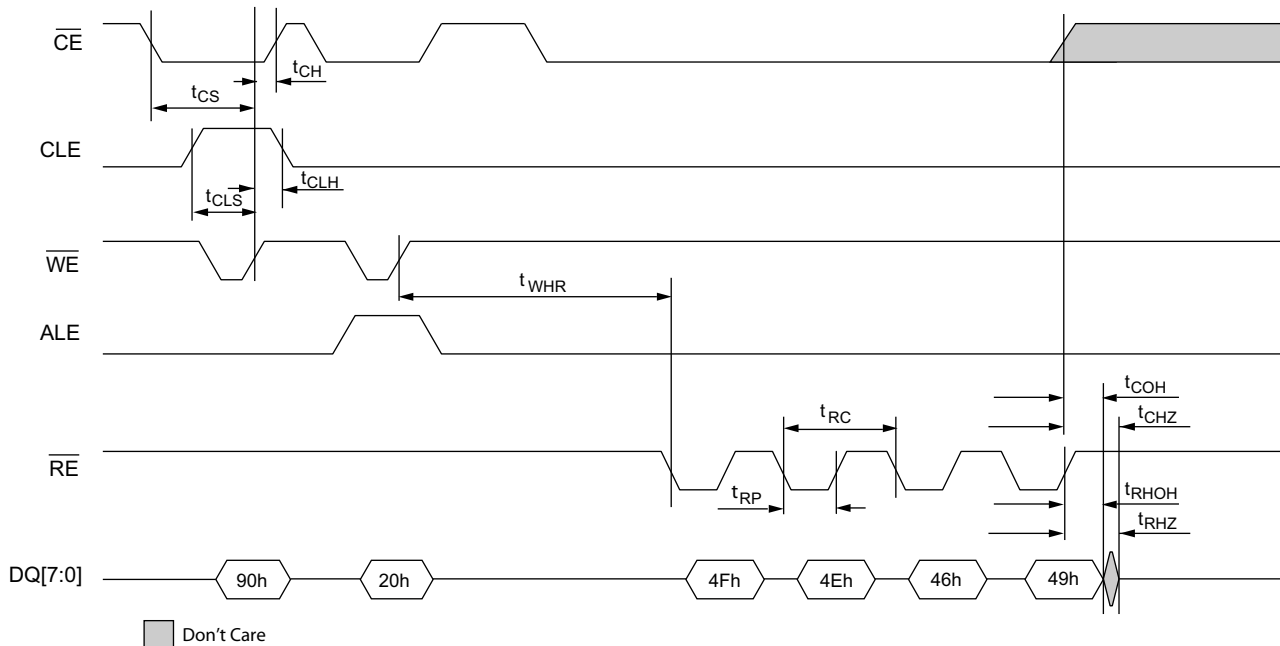 CE
tCH
tCS
CLE
tCLH
tCLS
WE
tWHR
ALE
tCOH
tRC
tCHZ
RE
tRP
tRHOH
tRHZ
DQ[7:0]
90h
20h
4Fh
4Eh
46h
49h
Don't Care